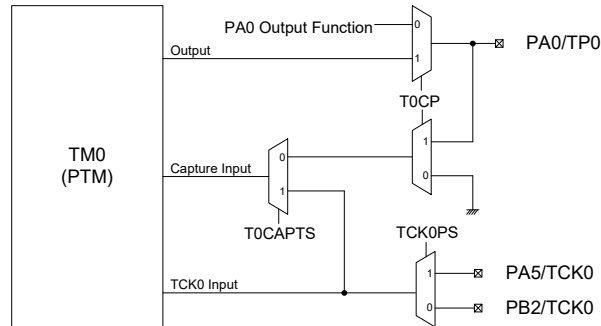 PA0 Output Function
0
1
Output
PA0/TP0
T0CP
TM0
(PTM)
Capture Input
0
1
1
0
T0CAPTS
TCK0PS
TCK0 Input
1
0
PA5/TCK0
PB2/TCK0